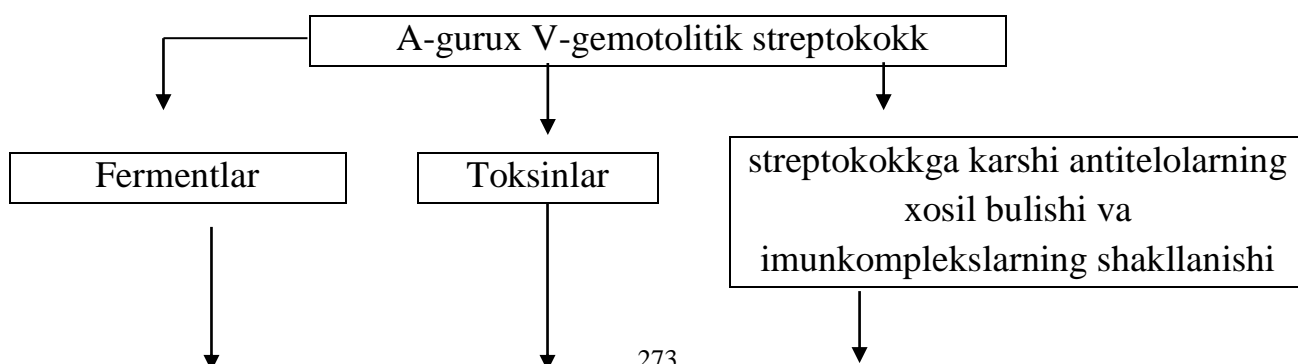 A-gurux V-gemotolitik streptokokk
Fermentlar
Toksinlar
streptokokkga karshi antitelolarning
xosil bulishi va
imunkomplekslarning shakllanishi
273